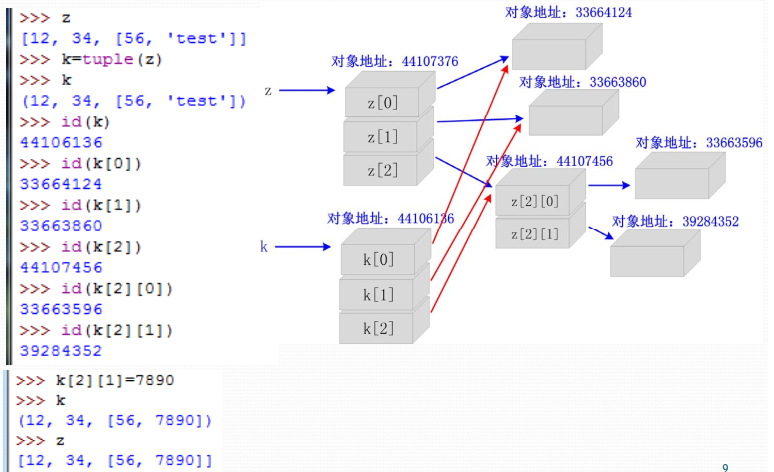 >>> z
[12, 34, [56, 'test']]
>>> k=tuple(z)
>>> k
(12, 34, [56, 'test'])
>>> id(k)
44106136
>>> id(k[0])
33664124
>>> id(k[1])
33663860
>>> id(k[2])
44107456
>>> id(k[2][0])
33663596
>>> id(k[2][1])
39284352
>>> k[2][1]=7890
>>> k
(12, 34, [56, 7890])
>>> z
[12, 34, [56, 7890]]
对象地址: 33664124
对象地址: 44107376
对象地址: 33663860
z
z[0]
z[1]
z[2]
对象地址: 33663596
对象地址: 44107456
z[2][0]
z[2][1]
对象地址: 39284352
对象地址: 44106136
k
k[0]
k[1]
k[2]
9